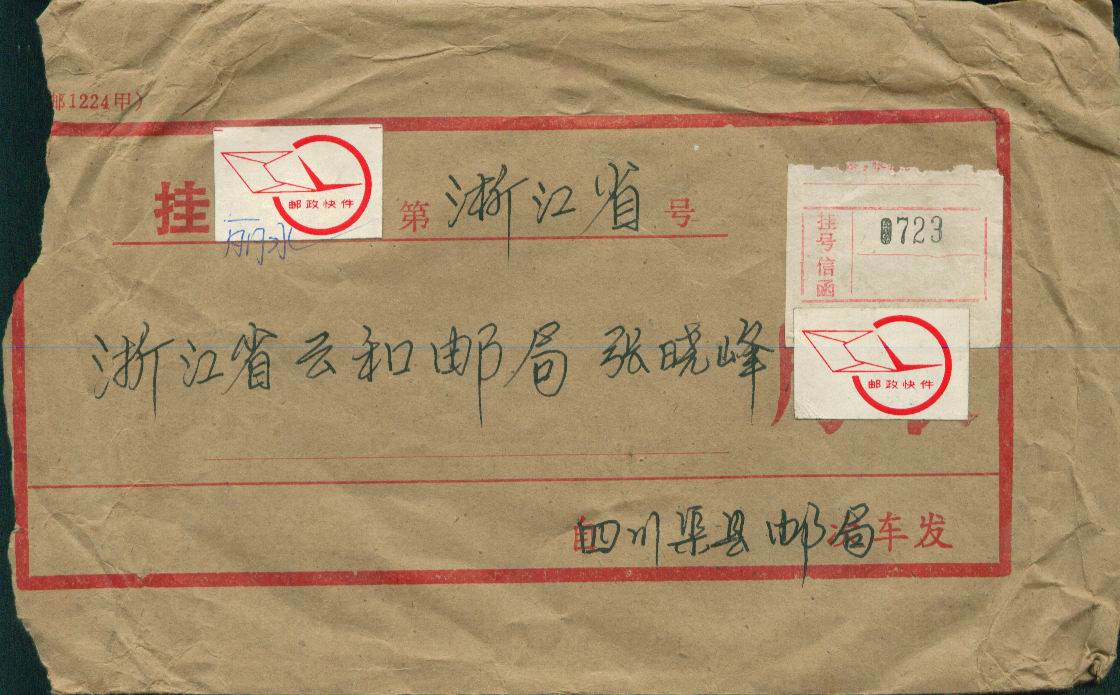 邮1224甲)
挂
邮政快件
丽水
第 浙江省 号
挂号信函
0723
浙江省云和邮局 张晓峰
邮政快件
自 四川渠县邮局 车发